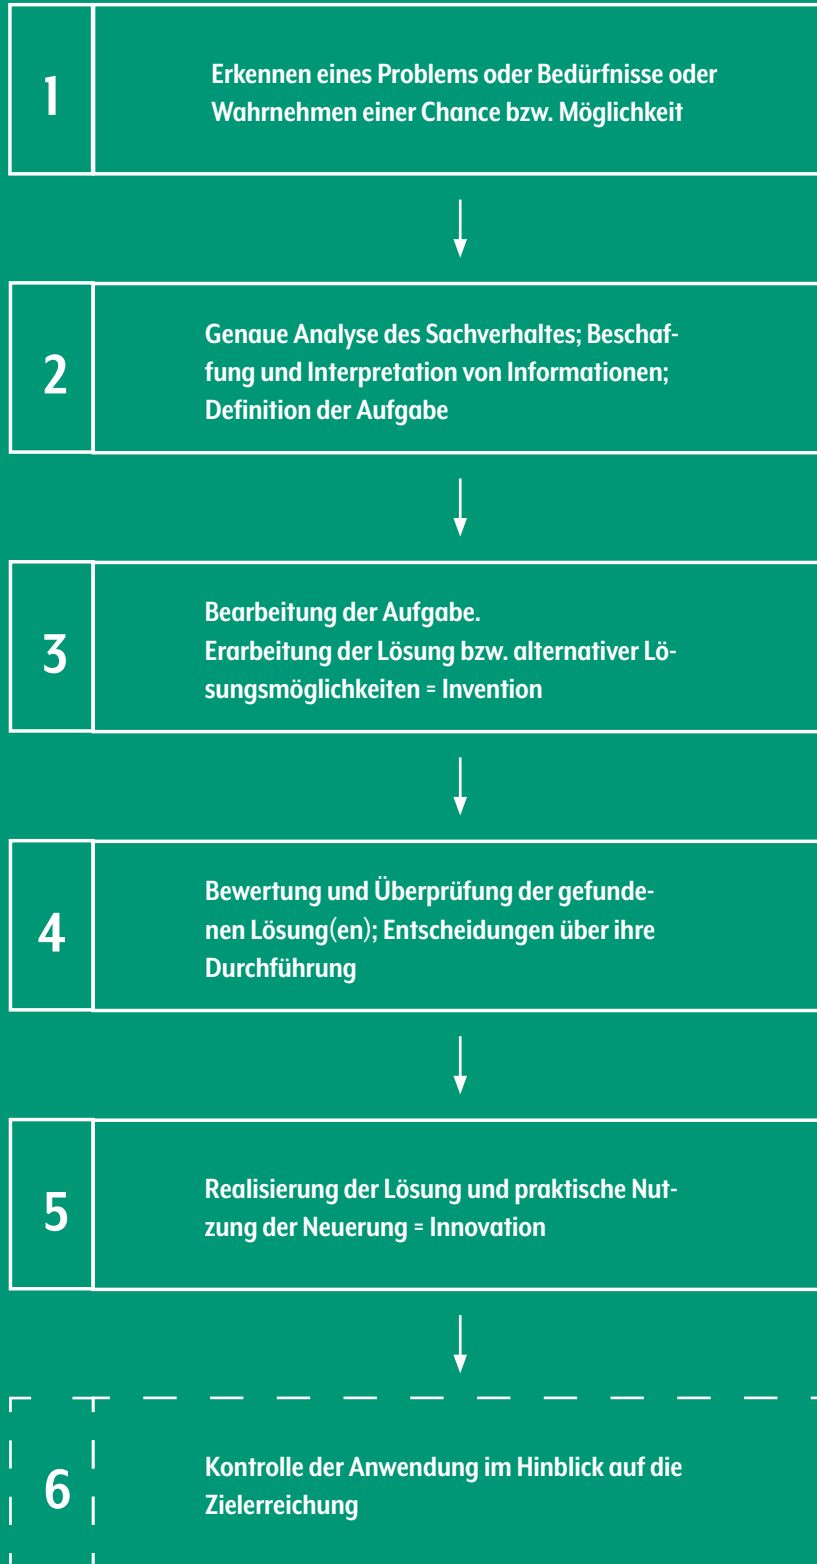 1
Erkennen eines Problems oder Bedürfnisse oder
Wahrnehmen einer Chance bzw. Möglichkeit
2
Genaue Analyse des Sachverhaltes; Beschaf-
fung und Interpretation von Informationen;
Definition der Aufgabe
3
Bearbeitung der Aufgabe.
Erarbeitung der Lösung bzw. alternativer Lö-
sungsmöglichkeiten = Invention
4
Bewertung und Überprüfung der gefunde-
nen Lösung(en); Entscheidungen über ihre
Durchführung
5
Realisierung der Lösung und praktische Nut-
zung der Neuerung = Innovation
6
Kontrolle der Anwendung im Hinblick auf die
Zielerreichung